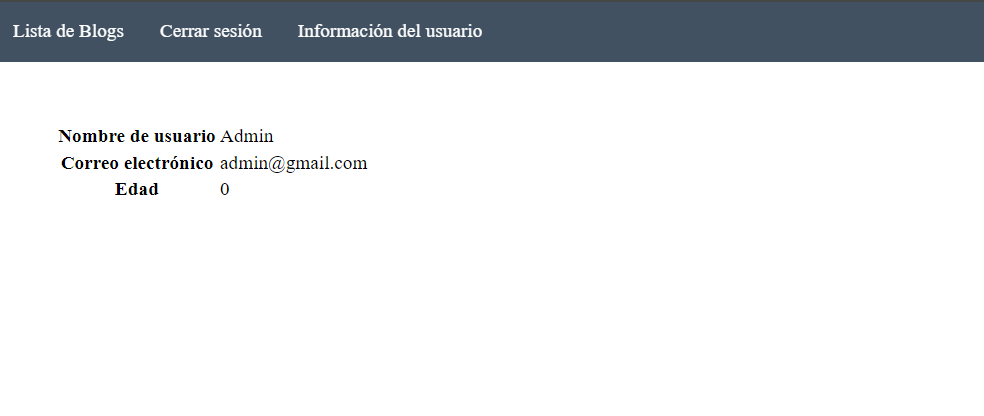 Lista de Blogs Cerrar sesión Información del usuario
Nombre de usuario Admin
Correo electrónico admin@gmail.com
Edad 0